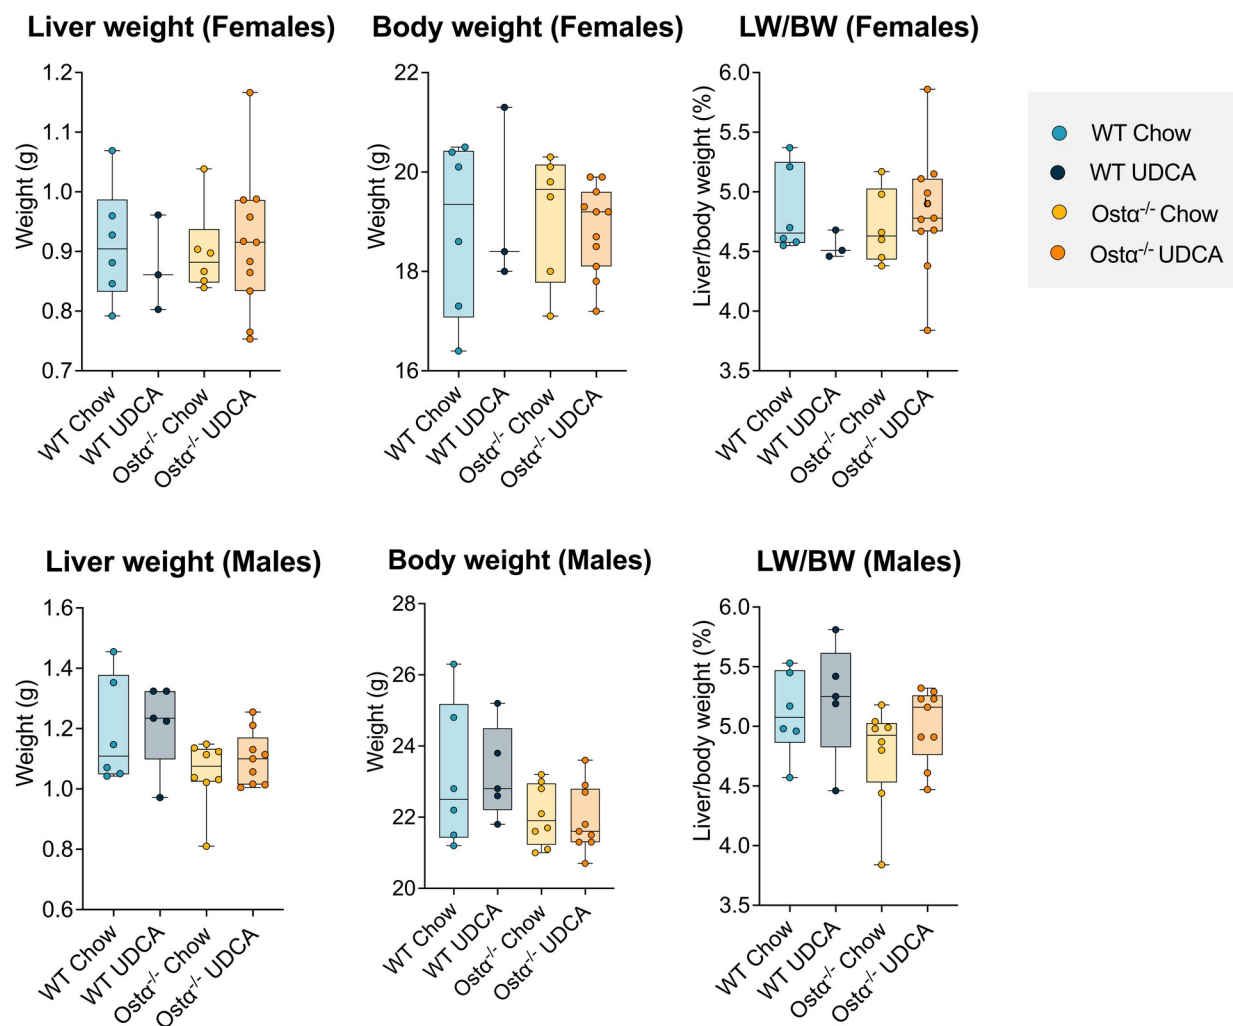 Liver weight (Females)
Weight (g)
1.2
1.1
1.0
0.9
0.8
0.7
WT Chow
WT UDCA
Ostα⁻/⁻ Chow
Ostα⁻/⁻ UDCA
Body weight (Females)
Weight (g)
22
20
18
16
WT Chow
WT UDCA
Ostα⁻/⁻ Chow
Ostα⁻/⁻ UDCA
LW/BW (Females)
Liver/body weight (%)
6.0
5.5
5.0
4.5
4.0
3.5
WT Chow
WT UDCA
Ostα⁻/⁻ Chow
Ostα⁻/⁻ UDCA
WT Chow
WT UDCA
Ostα⁻/⁻ Chow
Ostα⁻/⁻ UDCA
Liver weight (Males)
Weight (g)
1.6
1.4
1.2
1.0
0.8
0.6
WT Chow
WT UDCA
Ostα⁻/⁻ Chow
Ostα⁻/⁻ UDCA
Body weight (Males)
Weight (g)
28
26
24
22
20
WT Chow
WT UDCA
Ostα⁻/⁻ Chow
Ostα⁻/⁻ UDCA
LW/BW (Males)
Liver/body weight (%)
6.0
5.5
5.0
4.5
4.0
3.5
WT Chow
WT UDCA
Ostα⁻/⁻ Chow
Ostα⁻/⁻ UDCA